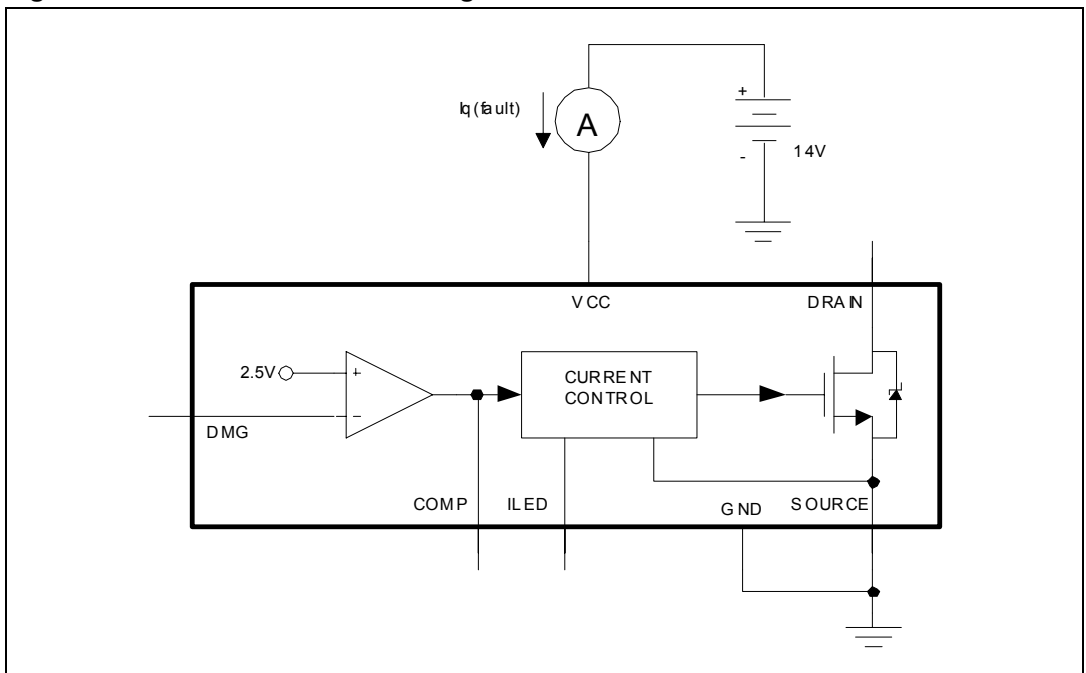 Iq(fault)
A
+
-
14V
VCC
DRAIN
2.5V
+
-
DMG
CURRENT
CONTROL
COMP
ILED
GND
SOURCE